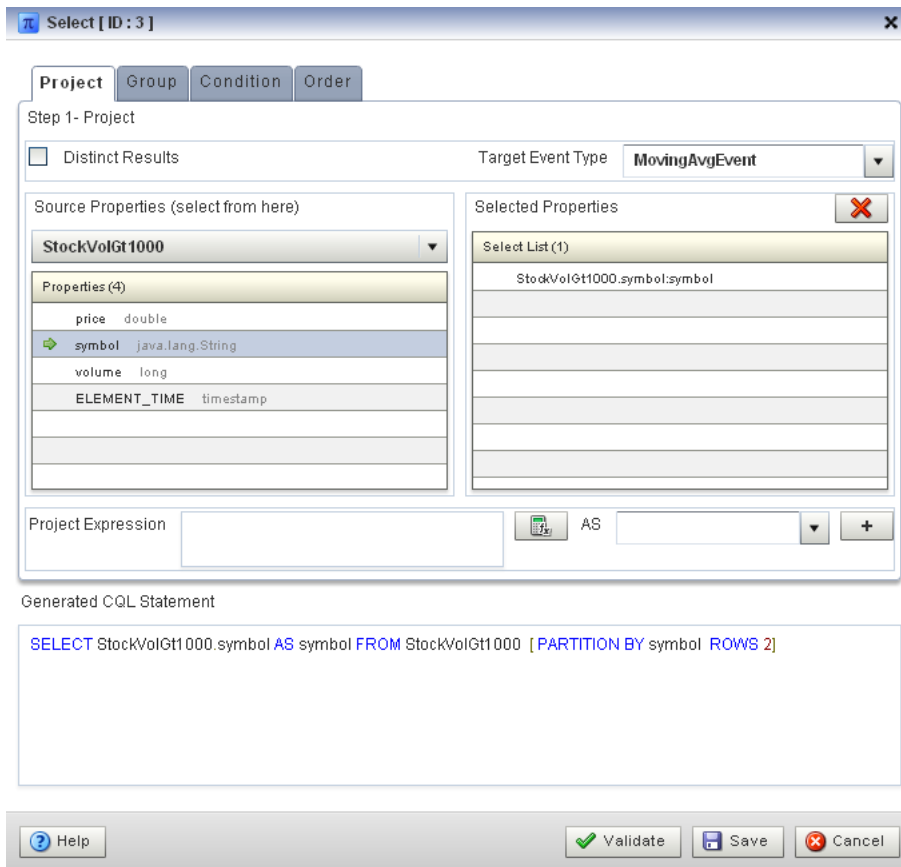 π Select [ ID : 3 ]
Project Group Condition Order
Step 1- Project
Distinct Results
Target Event Type MovingAvgEvent
Source Properties (select from here)
StockVolGt1000
Properties (4)
price double
symbol java.lang.String
volume long
ELEMENT_TIME timestamp
Selected Properties
Select List (1)
StockVolGt1000.symbol:symbol
Project Expression
fx
AS
+
Generated CQL Statement
SELECT StockVolGt1000.symbol AS symbol FROM StockVolGt1000 [ PARTITION BY symbol ROWS 2]
? Help
Validate
Save
Cancel